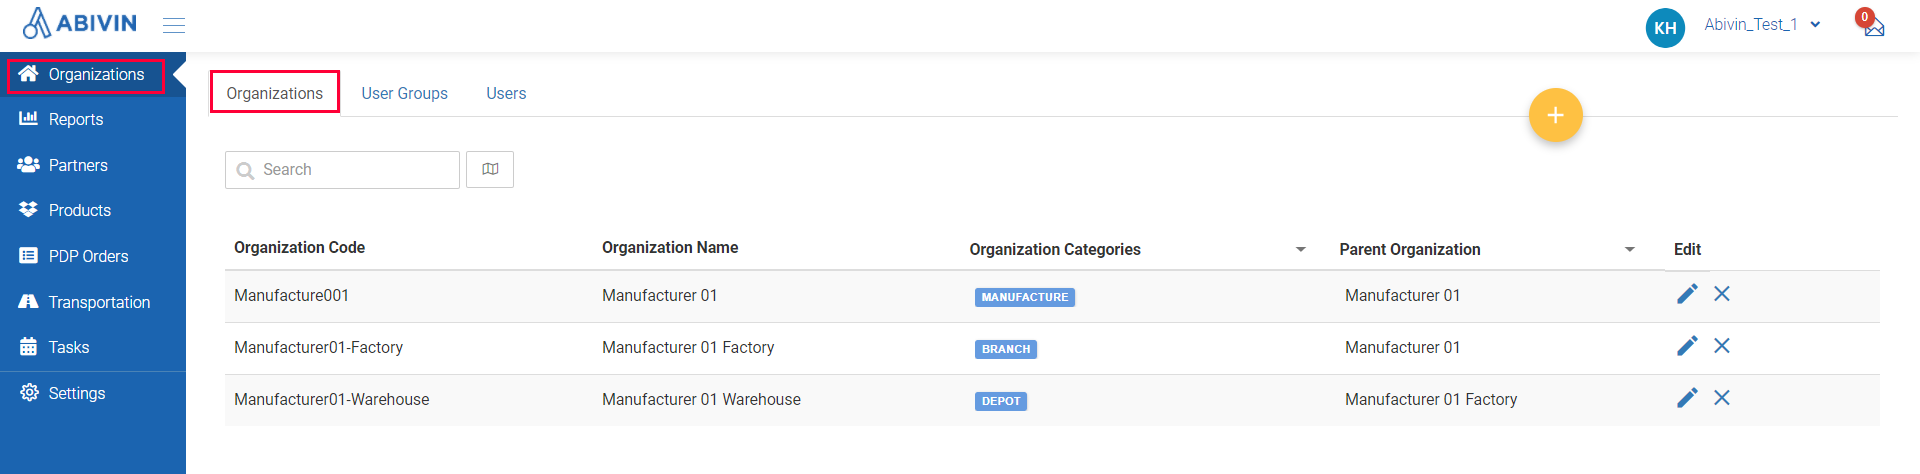 ABIVIN
KH
Abivin_Test_1
0
Organizations
Reports
Partners
Products
PDP Orders
Transportation
Tasks
Settings
Organizations User Groups Users
+
Search
Organization Code Organization Name Organization Categories Parent Organization Edit
Manufacture001 Manufacturer 01 MANUFACTURE Manufacturer 01
Manufacturer01-Factory Manufacturer 01 Factory BRANCH Manufacturer 01
Manufacturer01-Warehouse Manufacturer 01 Warehouse DEPOT Manufacturer 01 Factory